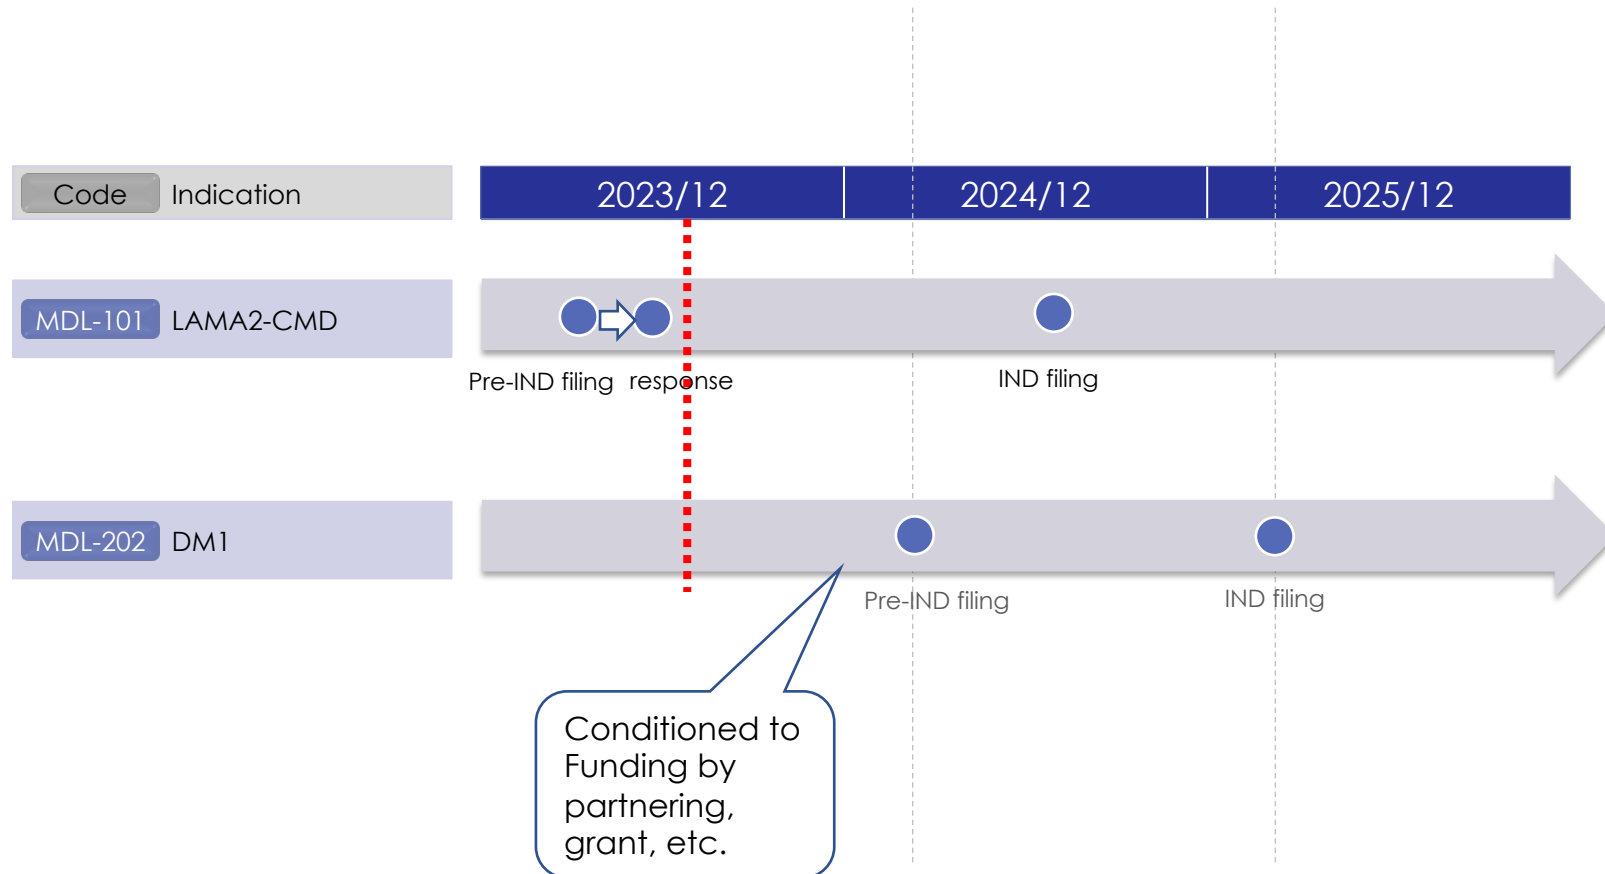 Code Indication 2023/12 2024/12 2025/12
MDL-101 LAMA2-CMD
Pre-IND filing response IND filing
MDL-202 DM1
Pre-IND filing IND filing
Conditioned to
Funding by
partnering,
grant, etc.